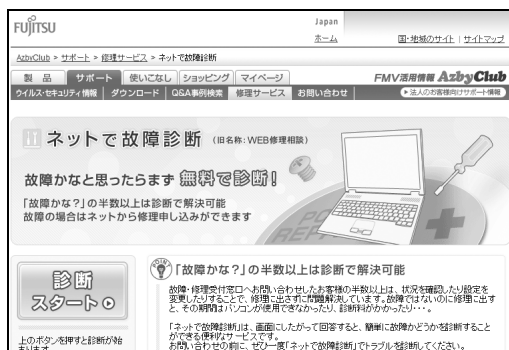 FUJITSU
Japan
ホーム
国・地域のサイト | サイトマップ
AzbyClub > サポート > 修理サービス > ネットで故障診断
製 品 サポート 使いこなし ショッピング マイページ
FMV活用情報 AzbyClub
ウイルス・セキュリティ情報 ダウンロード Q&A事例検索 修理サービス お問い合わせ
法人のお客様向けサポート情報
ネットで故障診断 (旧名称:WEB修理相談)
故障かなと思ったらまず 無料で診断!
「故障かな?」の半数以上は診断で解決可能
故障の場合はネットから修理申し込みができます
PC
REPAIR
診断
スタート
上のボタンを押すと診断が始
まります
POINT
「故障かな?」の半数以上は診断で解決可能
故障・修理受付窓口へお問い合わせしたお客様の半数以上は、状況を確認したり設定を
変更したりすることで、修理に出さずに問題解決しています。故障ではないのに修理に出す
と、その期間はパソコンが使用できなかったり、診断料がかかったり・・・。
「ネットで故障診断」は、画面にしたがって回答すると、簡単に故障かどうかを診断すること
ができる便利なサービスです。
お問い合わせの前に、ぜひ一度「ネットで故障診断」でトラブルを診断してください。